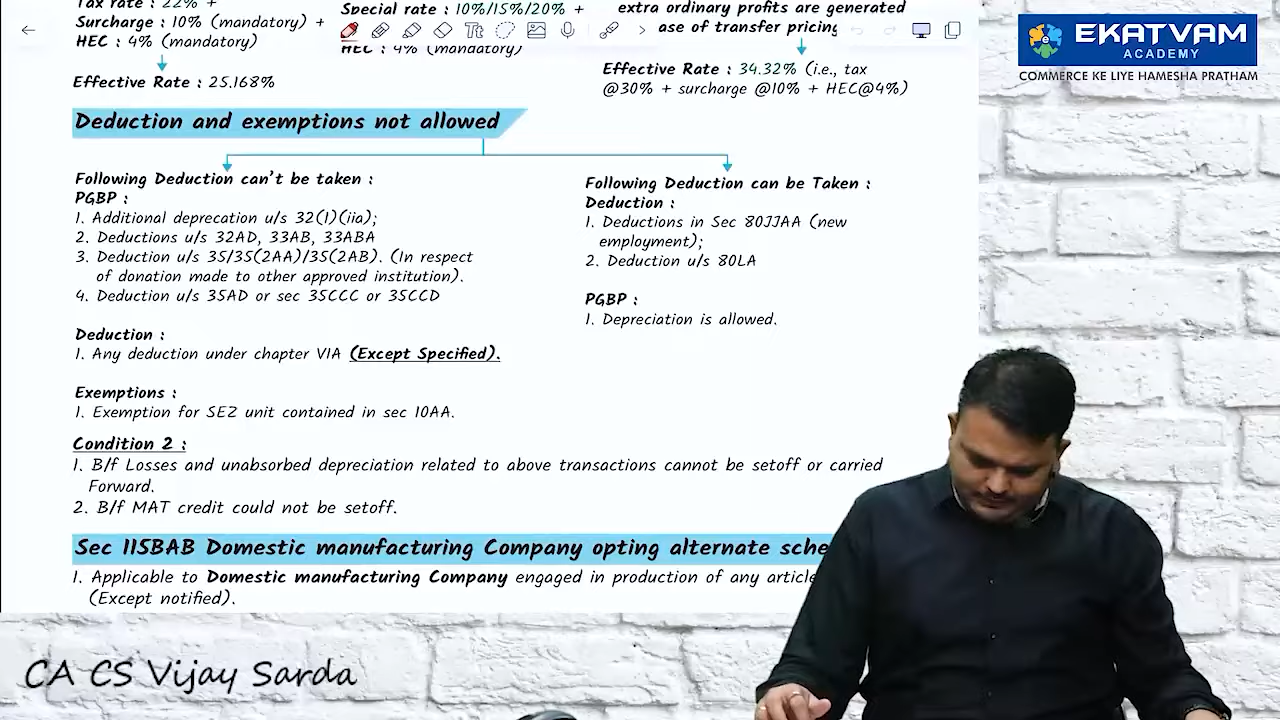 Tax rate : 22% +
Surcharge : 10% (mandatory) +
HEC : 4% (mandatory)
Effective Rate : 25.168%
Special rate : 10%/15%/20% +
HEC : 4% (mandatory)
extra ordinary profits are generated
ase of transfer pricing
Effective Rate : 34.32% (i.e., tax
@30% + surcharge @10% + HEC@4%)
Tt
EKATVAM
ACADEMY
COMMERCE KE LIYE HAMESHA PRATHAM
Deduction and exemptions not allowed
Following Deduction can't be taken :
PGBP :
1. Additional deprecation u/s 32(1)(iia);
2. Deductions u/s 32AD, 33AB, 33ABA
3. Deduction u/s 35/35(2AA)/35(2AB). (In respect
of donation made to other approved institution).
4. Deduction u/s 35AD or sec 35CCC or 35CCD
Deduction :
1. Any deduction under chapter VIA (Except Specified).
Exemptions :
1. Exemption for SEZ unit contained in sec 10AA.
Following Deduction can be Taken :
Deduction :
1. Deductions in Sec 80JJAA (new
employment);
2. Deduction u/s 80LA
PGBP :
1. Depreciation is allowed.
Condition 2 :
1. B/f Losses and unabsorbed depreciation related to above transactions cannot be setoff or carried
Forward.
2. B/f MAT credit could not be setoff.
Sec 115BAB Domestic manufacturing Company opting alternate sche
1. Applicable to Domestic manufacturing Company engaged in production of any article
(Except notified).
CA CS Vijay Sarda